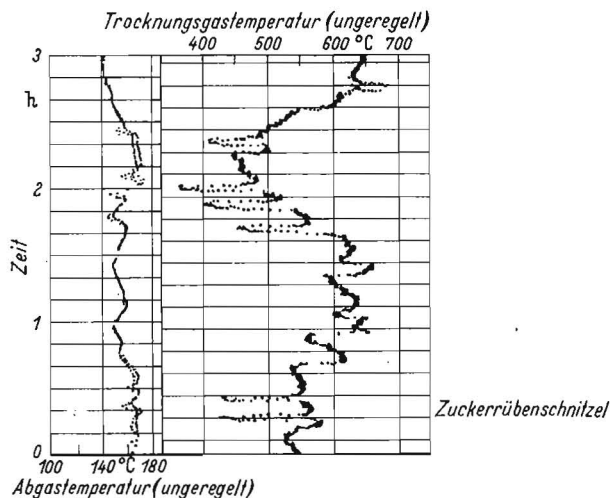 Trocknungsgastemperatur (ungeregelt)
400 500 600 °C 700
3
h
2
Zeit
1
0
Zuckerrübenschnitzel
100 140 °C 180
Abgastemperatur (ungeregelt)